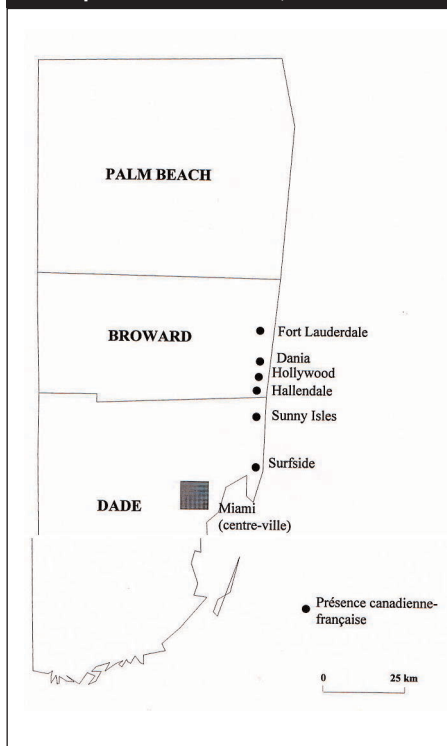 PALM BEACH
BROWARD
Fort Lauderdale
Dania
Hollywood
Hallendale
Sunny Isles
Surfside
DADE
Miami
(centre-ville)
Présence canadienne-
française
0 25 km